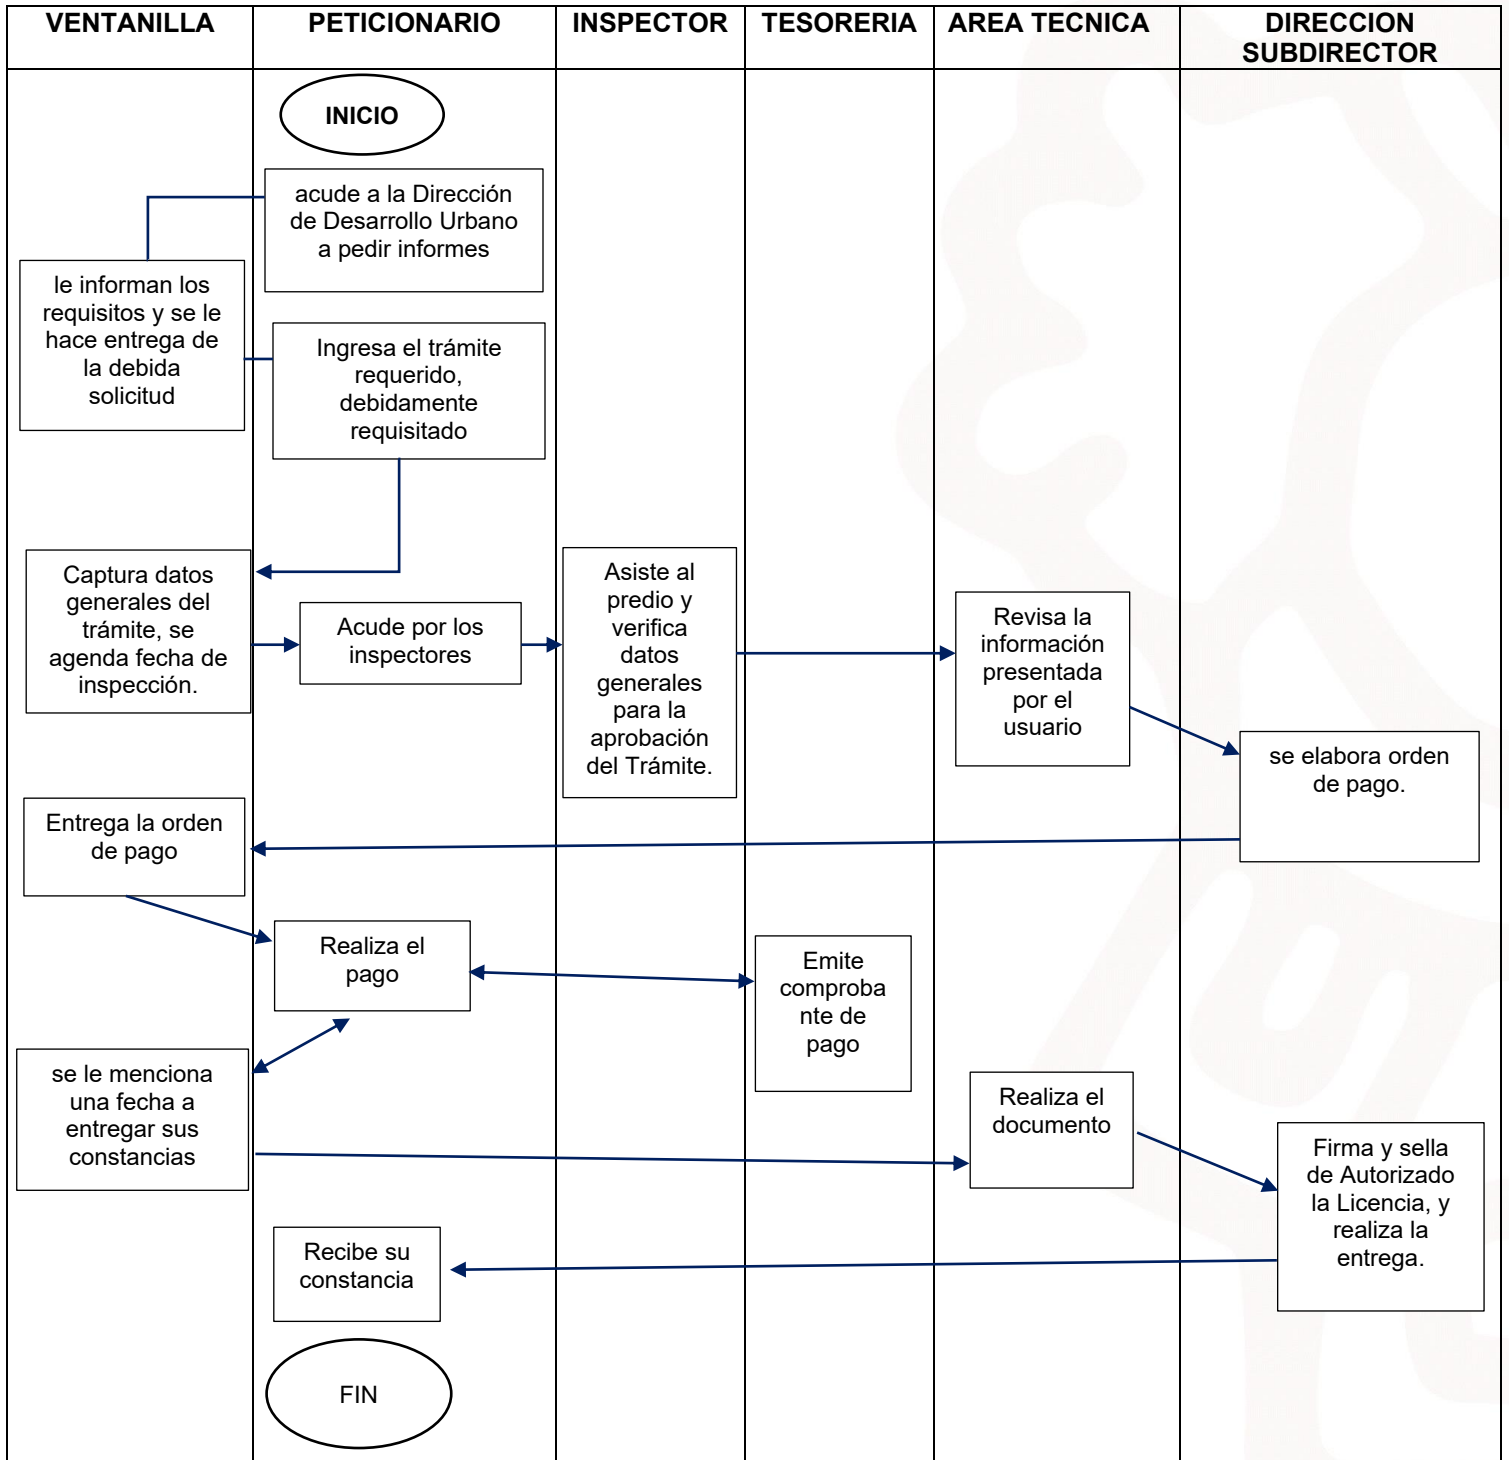 VENTANILLA
PETICIONARIO
INSPECTOR
TESORERIA
AREA TECNICA
DIRECCION
SUBDIRECTOR
INICIO
acude a la Dirección
de Desarrollo Urbano
a pedir informes
le informan los
requisitos y se le
hace entrega de
la debida
solicitud
Ingresa el trámite
requerido,
debidamente
requisitado
Captura datos
generales del
trámite, se
agenda fecha de
inspección.
Acude por los
inspectores
Asiste al
predio y
verifica
datos
generales
para la
aprobación
del Trámite.
Revisa la
información
presentada
por el
usuario
se elabora orden
de pago.
Entrega la orden
de pago
Realiza el
pago
Emite
comproba
nte de
pago
se le menciona
una fecha a
entregar sus
constancias
Realiza el
documento
Firma y sella
de Autorizado
la Licencia, y
realiza la
entrega.
Recibe su
constancia
FIN